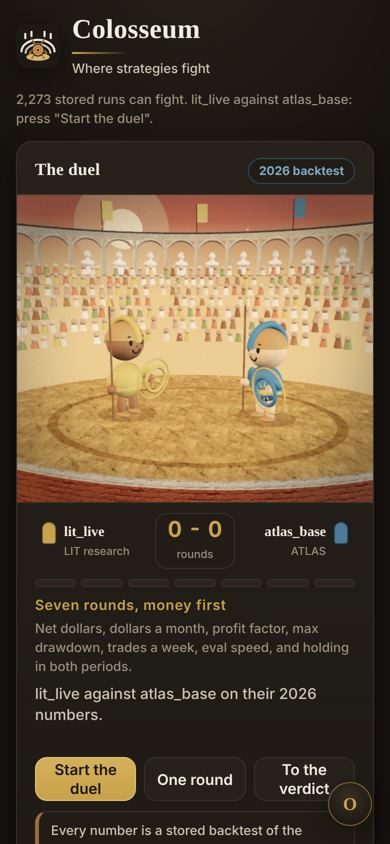 Colosseum
Where strategies fight
2,273 stored runs can fight. lit_live against atlas_base:
press "Start the duel".
The duel
2026 backtest
lit_live
LIT research
0 - 0
rounds
atlas_base
ATLAS
Seven rounds, money first
Net dollars, dollars a month, profit factor, max
drawdown, trades a week, eval speed, and holding
in both periods.
lit_live against atlas_base on their 2026
numbers.
Start the
duel
One round
To the
verdict
O
Every number is a stored backtest of the